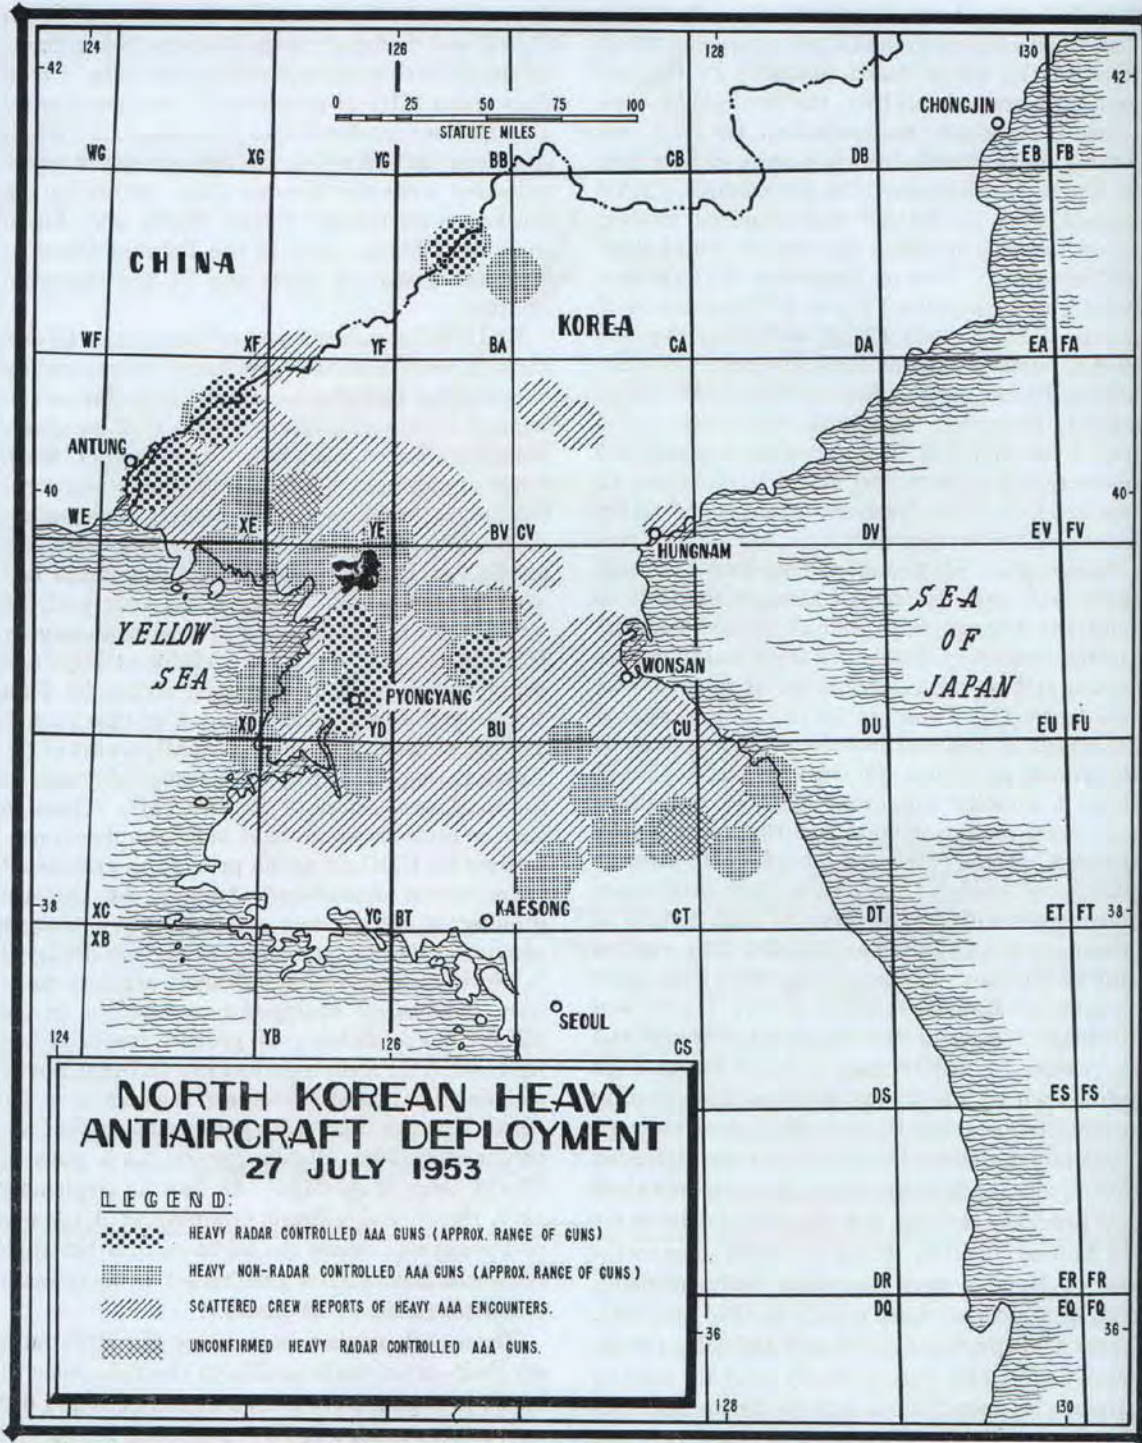 124 126 128 130
42 42
CHONGJIN
0 25 50 75 100
STATUTE MILES
WG XG YG BB CB DB EB FB
CHINA
KOREA
WF XF YF BA CA DA EA FA
ANTUNG
40 40
WE XE YE BV CV DV EV FV
HUNGNAM
SEA
OF
JAPAN
YELLOW
SEA
WONSAN
PYONGYANG
XD YD BU CU DU EU FU
38 38
XC YC BT CT DT ET FT
KAESONG
XB
SEOUL
124 YB 126 CS
NORTH KOREAN HEAVY
ANTIAIRCRAFT DEPLOYMENT
27 JULY 1953
LEGEND:
HEAVY RADAR CONTROLLED AAA GUNS (APPROX. RANGE OF GUNS)
HEAVY. NON-RADAR CONTROLLED AAA GUNS (APPROX. RANGE OF GUNS)
SCATTERED CREW REPORTS OF HEAVY AAA ENCOUNTERS.
UNCONFIRMED HEAVY RADAR CONTROLLED AAA GUNS.
DS ES FS
DR ER FR
DQ EQ FQ
36 36
128 130